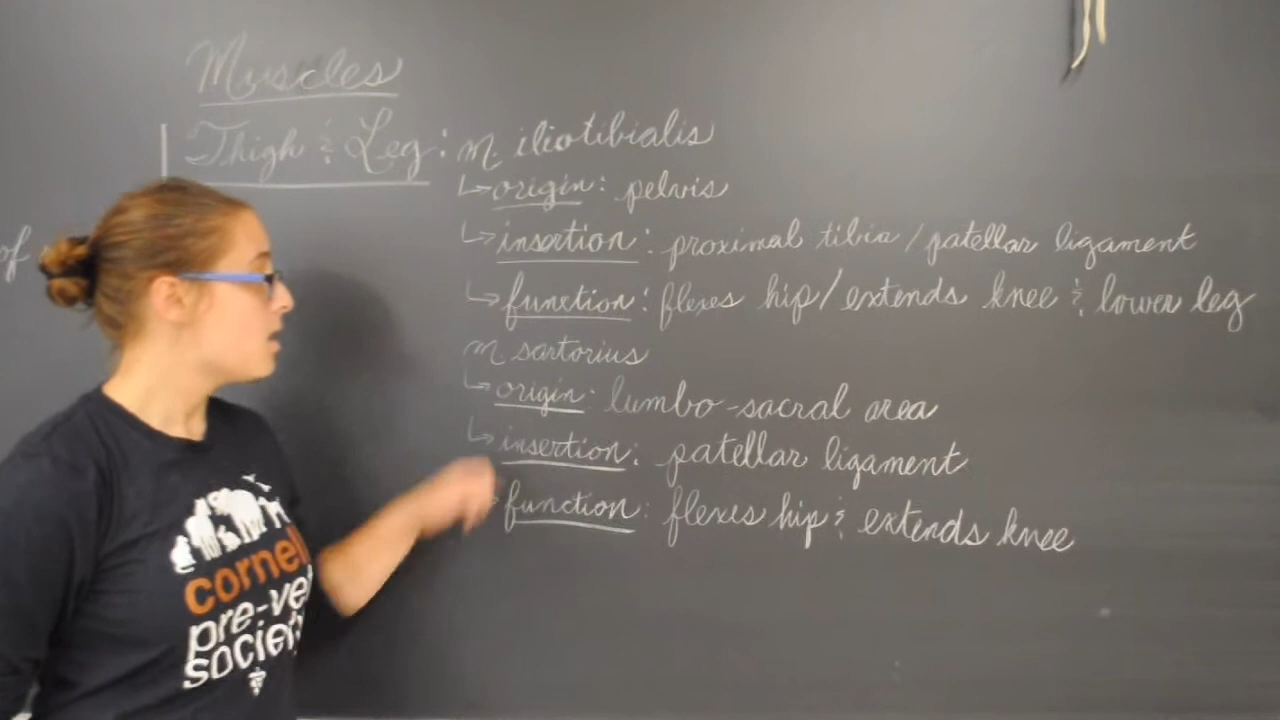 Muscles
Thigh & Leg: m. iliotibialis
↳ origin: pelvis
↳ insertion: proximal tibia / patellar ligament
↳ function: flexes hip / extends knee & lower leg
m sartorius
↳ origin: lumbo-sacral area
↳ insertion: patellar ligament
function: flexes hip & extends knee
of
cornell
pre-vet
society